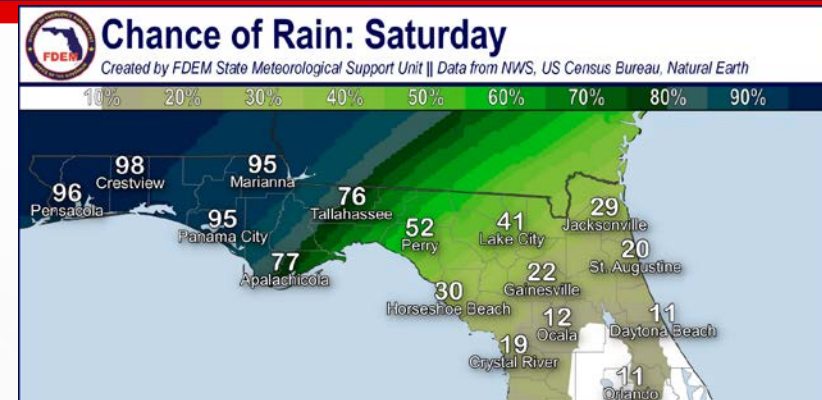 FDEM
Chance of Rain: Saturday
Created by FDEM State Meteorological Support Unit || Data from NWS, US Census Bureau, Natural Earth
10% 20% 30% 40% 50% 60% 70% 80% 90%
98
Crestview
95
Marianna
96
Pensacola
76
Tallahassee
95
Panama City
52
Perry
41
Lake City
29
Jacksonville
20
St. Augustine
77
Apalachicola
22
Gainesville
30
Horseshoe Beach
12
Ocala
11
Daytona Beach
19
Crystal River
11
Orlando